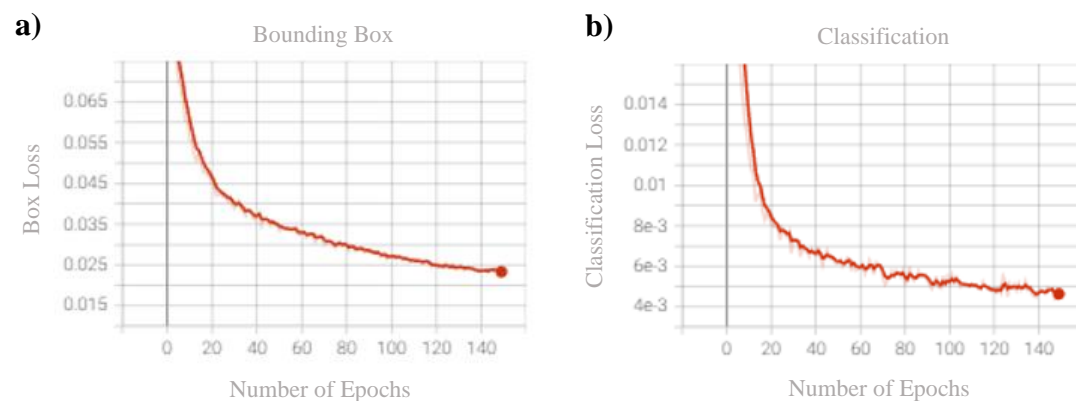 a)
Bounding Box
0.065
0.055
0.045
0.035
0.025
0.015
Box Loss
0 20 40 60 80 100 120 140
Number of Epochs
b)
Classification
0.014
0.012
0.01
8e-3
6e-3
4e-3
Classification Loss
0 20 40 60 80 100 120 140
Number of Epochs